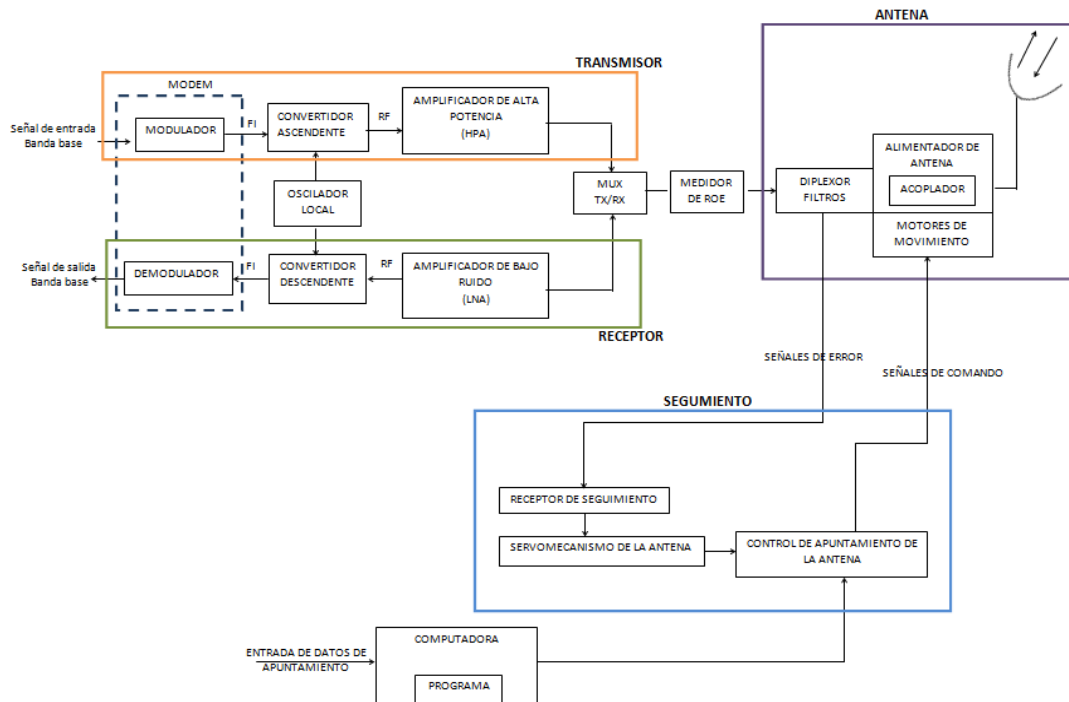 ANTENA
TRANSMISOR
MODEM
Señal de entrada
Banda base
MODULADOR
FI
CONVERTIDOR
ASCENDENTE
RF
AMPLIFICADOR DE ALTA
POTENCIA
(HPA)
OSCILADOR
LOCAL
MUX
TX/RX
MEDIDOR
DE ROE
DIPLEXOR
FILTROS
ALIMENTADOR DE
ANTENA
ACOPLADOR
MOTORES DE
MOVIMIENTO
Señal de salida
Banda base
DEMODULADOR
FI
CONVERTIDOR
DESCENDENTE
RF
AMPLIFICADOR DE BAJO
RUIDO
(LNA)
RECEPTOR
SEÑALES DE ERROR
SEÑALES DE COMANDO
SEGUMIENTO
RECEPTOR DE SEGUIMIENTO
SERVOMECANISMO DE LA ANTENA
CONTROL DE APUNTAMIENTO DE
LA ANTENA
ENTRADA DE DATOS DE
APUNTAMIENTO
COMPUTADORA
PROGRAMA